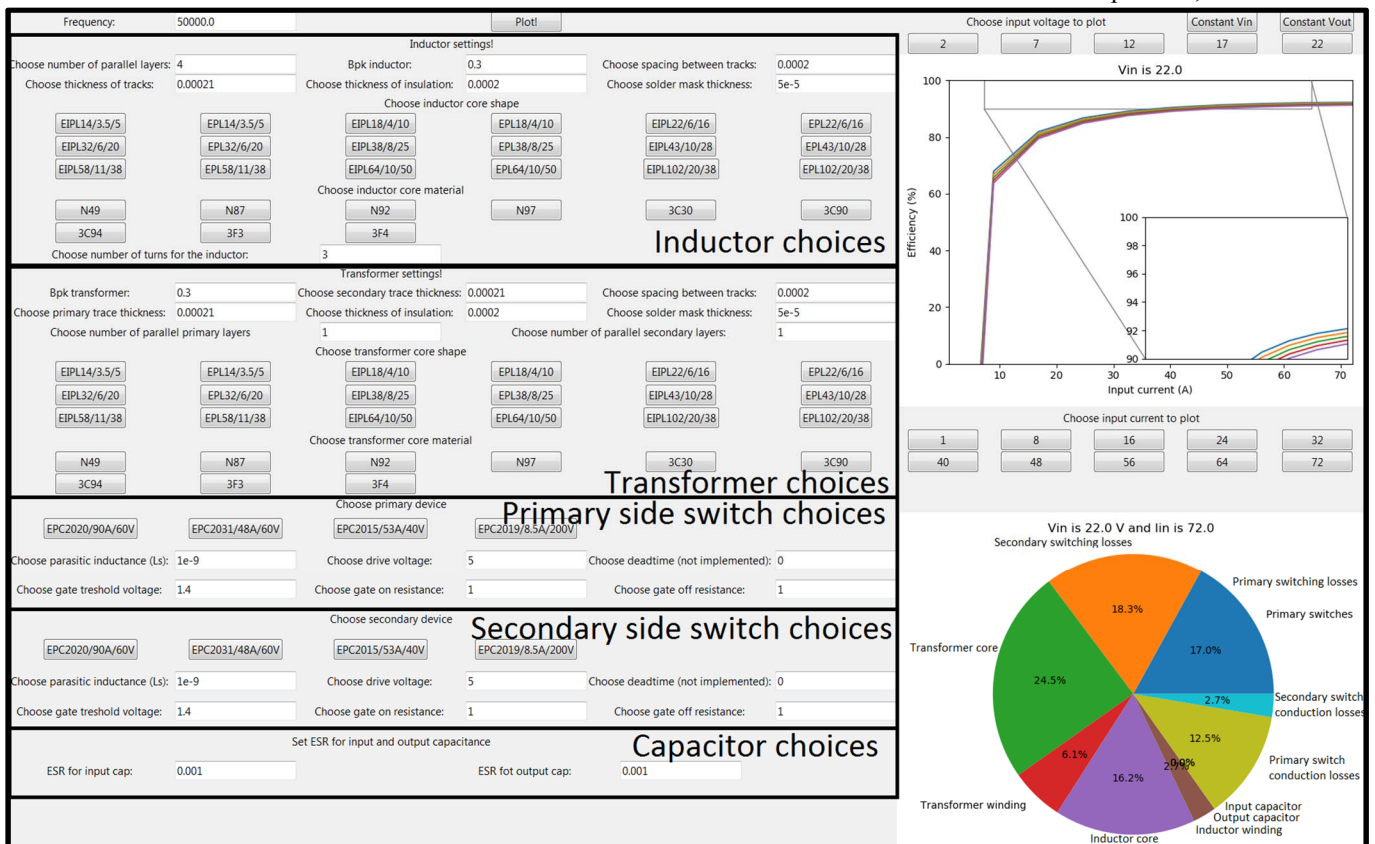 Frequency: 50000.0 Plot!
Inductor settings!
Choose number of parallel layers: 4 Bpk inductor: 0.3 Choose spacing between tracks: 0.0002
Choose thickness of tracks: 0.00021 Choose thickness of insulation: 0.0002 Choose solder mask thickness: 5e-5
Choose inductor core shape
EIPL14/3.5/5 EPL14/3.5/5 EIPL18/4/10 EPL18/4/10 EIPL22/6/16 EPL22/6/16
EIPL32/6/20 EPL32/6/20 EIPL38/8/25 EPL38/8/25 EIPL43/10/28 EPL43/10/28
EIPL58/11/38 EPL58/11/38 EIPL64/10/50 EPL64/10/50 EIPL102/20/38 EPL102/20/38
Choose inductor core material
N49 N87 N92 N97 3C30 3C90
3C94 3F3 3F4
Inductor choices
Choose number of turns for the inductor: 3
Transformer settings!
Bpk transformer: 0.3 Choose secondary trace thickness: 0.00021 Choose spacing between tracks: 0.0002
Choose primary trace thickness: 0.00021 Choose thickness of insulation: 0.0002 Choose solder mask thickness: 5e-5
Choose number of parallel primary layers 1 Choose number of parallel secondary layers: 1
Choose transformer core shape
EIPL14/3.5/5 EPL14/3.5/5 EIPL18/4/10 EPL18/4/10 EIPL22/6/16 EPL22/6/16
EIPL32/6/20 EPL32/6/20 EIPL38/8/25 EPL38/8/25 EIPL43/10/28 EPL43/10/28
EIPL58/11/38 EPL58/11/38 EIPL64/10/50 EPL64/10/50 EIPL102/20/38 EPL102/20/38
Choose transformer core material
N49 N87 N92 N97 3C30 3C90
3C94 3F3 3F4
Transformer choices
Choose primary device
Primary side switch choices
EPC2020/90A/60V EPC2031/48A/60V EPC2015/53A/40V EPC2019/8.5A/200V
Choose parasitic inductance (Ls): 1e-9 Choose drive voltage: 5 Choose deadtime (not implemented): 0
Choose gate treshold voltage: 1.4 Choose gate on resistance: 1 Choose gate off resistance: 1
Choose secondary device
Secondary side switch choices
EPC2020/90A/60V EPC2031/48A/60V EPC2015/53A/40V EPC2019/8.5A/200V
Choose parasitic inductance (Ls): 1e-9 Choose drive voltage: 5 Choose deadtime (not implemented): 0
Choose gate treshold voltage: 1.4 Choose gate on resistance: 1 Choose gate off resistance: 1
Set ESR for input and output capacitance
Capacitor choices
ESR for input cap: 0.001 ESR fot output cap: 0.001
Choose input voltage to plot Constant Vin Constant Vout
2 7 12 17 22
Vin is 22.0
100
80
60
40
20
0
Efficiency (%)
100
98
96
94
92
90
10 20 30 40 50 60 70
Input current (A)
Choose input current to plot
1 8 16 24 32
40 48 56 64 72
Vin is 22.0 V and Iin is 72.0
Secondary switching losses
Primary switching losses
Primary switches
18.3%
17.0%
Transformer core
24.5%
2.7%
Secondary switch
conduction losses
12.5%
6.1%
16.2%
2.7%
0.0%
Primary switch
conduction losses
Transformer winding
Input capacitor
Output capacitor
Inductor winding
Inductor core